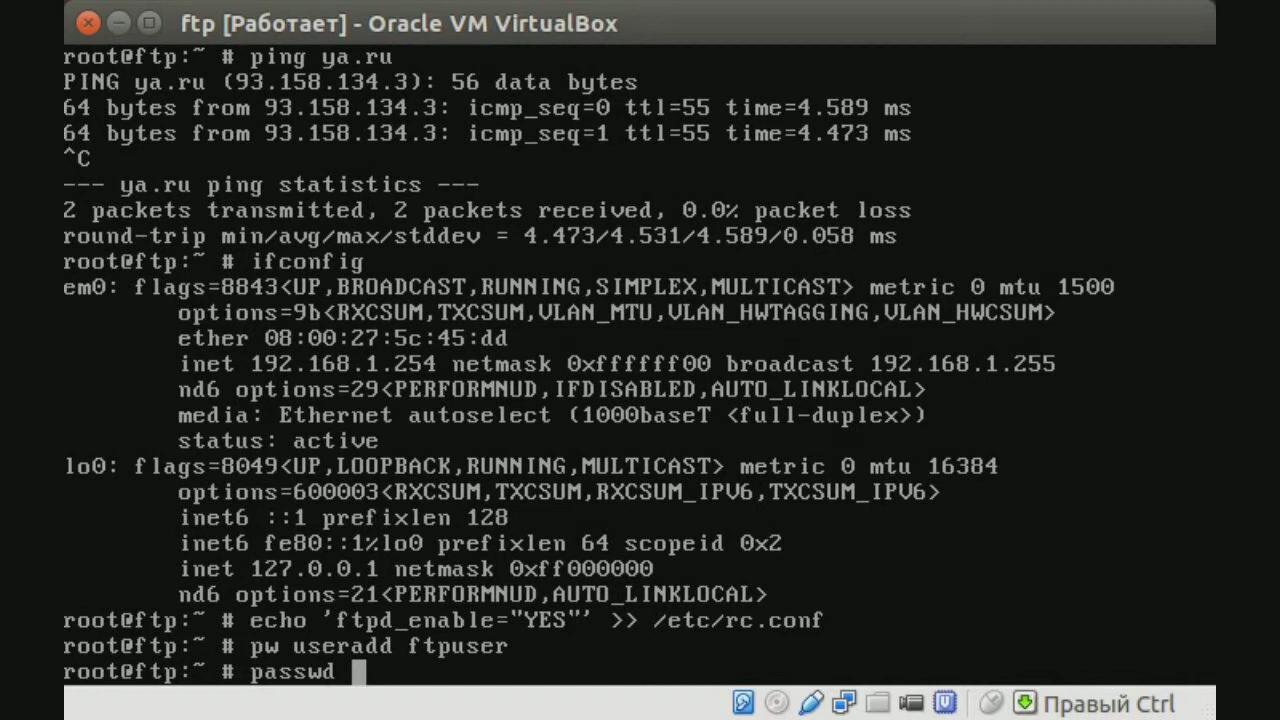 ftp [Работает] - Oracle VM VirtualBox
root@ftp:~ # ping ya.ru
PING ya.ru (93.158.134.3): 56 data bytes
64 bytes from 93.158.134.3: icmp_seq=0 ttl=55 time=4.589 ms
64 bytes from 93.158.134.3: icmp_seq=1 ttl=55 time=4.473 ms
^C
--- ya.ru ping statistics ---
2 packets transmitted, 2 packets received, 0.0% packet loss
round-trip min/avg/max/stddev = 4.473/4.531/4.589/0.058 ms
root@ftp:~ # ifconfig
em0: flags=8843<UP,BROADCAST,RUNNING,SIMPLEX,MULTICAST> metric 0 mtu 1500
options=9b<RXCSUM,TXCSUM,VLAN_MTU,VLAN_HWTAGGING,VLAN_HWCSUM>
ether 08:00:27:5c:45:dd
inet 192.168.1.254 netmask 0xffffff00 broadcast 192.168.1.255
nd6 options=29<PERFORMNUD,IFDISABLED,AUTO_LINKLOCAL>
media: Ethernet autoselect (1000baseT <full-duplex>)
status: active
lo0: flags=8049<UP,LOOPBACK,RUNNING,MULTICAST> metric 0 mtu 16384
options=600003<RXCSUM,TXCSUM,RXCSUM_IPV6,TXCSUM_IPV6>
inet6 ::1 prefixlen 128
inet6 fe80::1%lo0 prefixlen 64 scopeid 0x2
inet 127.0.0.1 netmask 0xff000000
nd6 options=21<PERFORMNUD,AUTO_LINKLOCAL>
root@ftp:~ # echo 'ftpd_enable="YES"' >> /etc/rc.conf
root@ftp:~ # pw useradd ftpuser
root@ftp:~ # passwd
Правый Ctrl